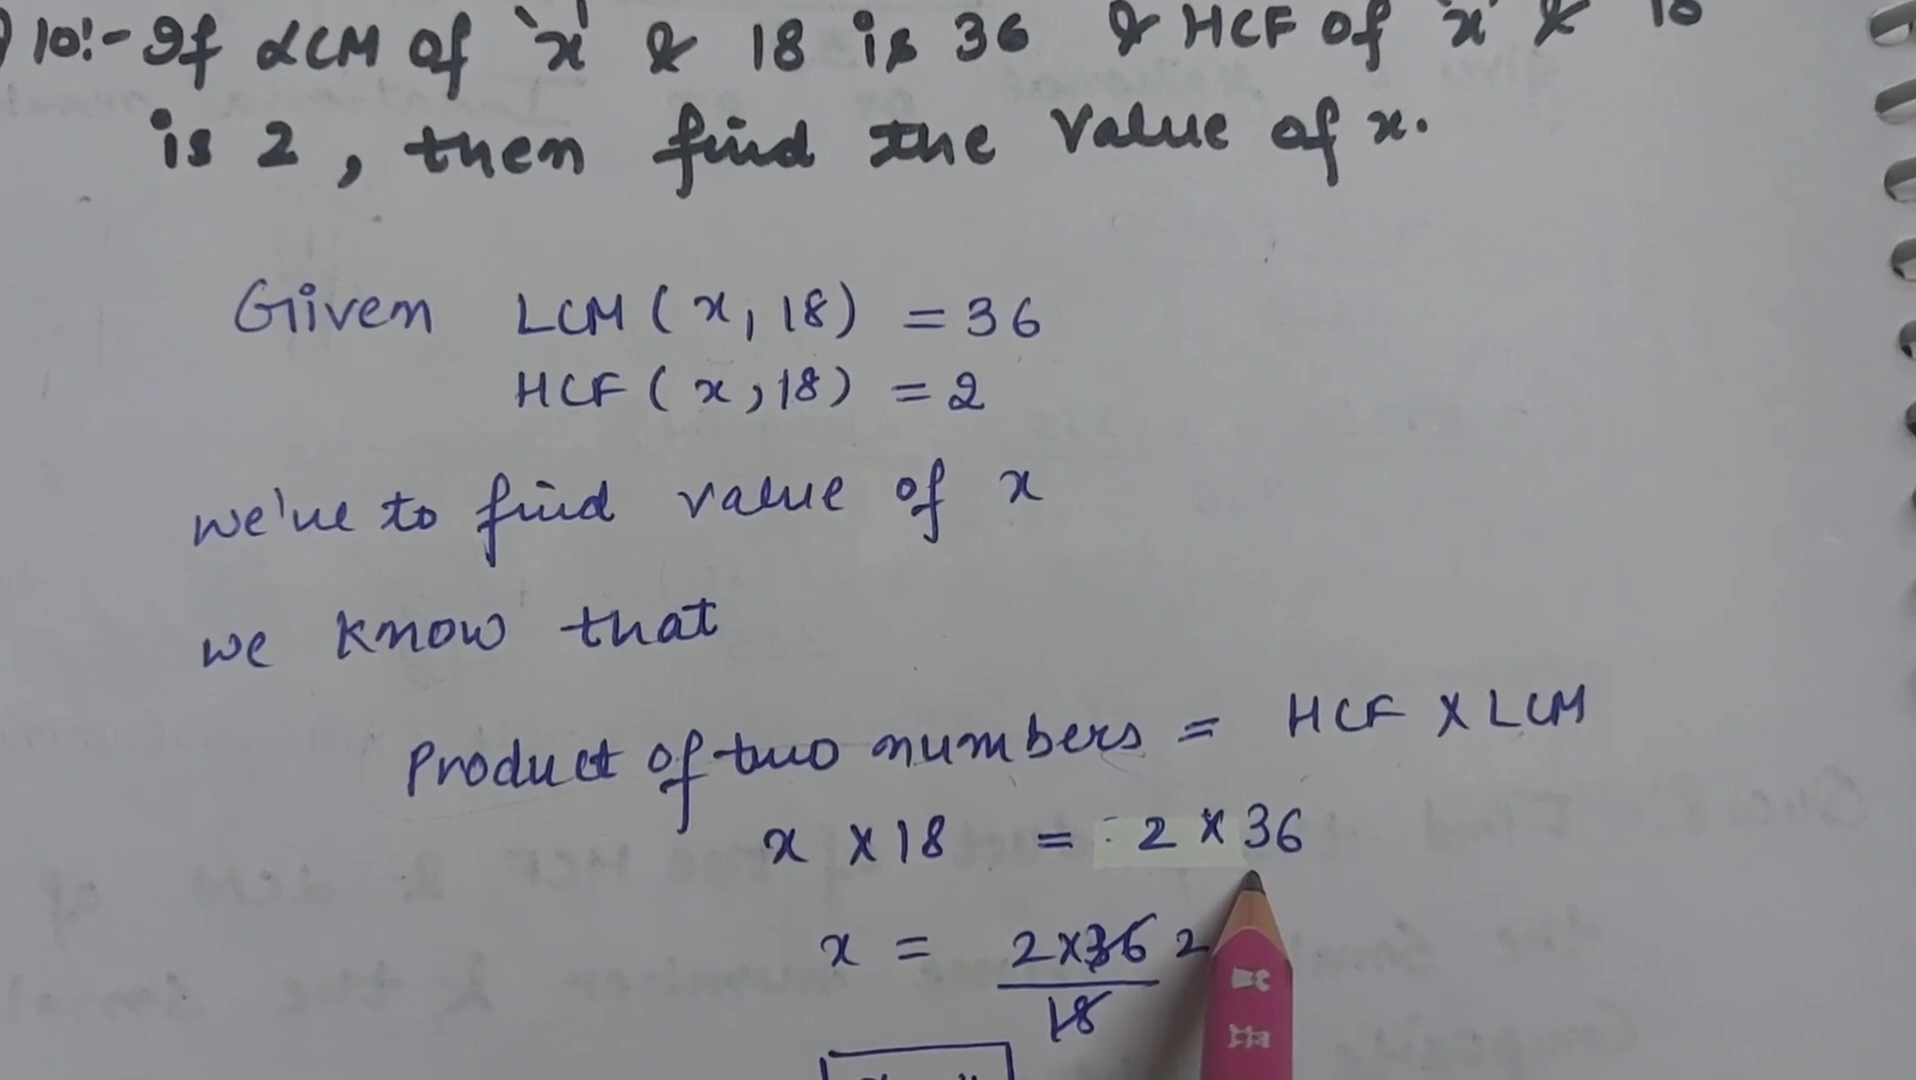 10:- If LCM of 'x' & 18 is 36 & HCF of 'x' & 18
is 2, then find the value of x.
Given LCM (x, 18) = 36
HCF (x, 18) = 2
we've to find value of x
we know that
Product of two numbers = HCF X LCM
x X 18 = 2 X 36
x = 2 X 36 2
18